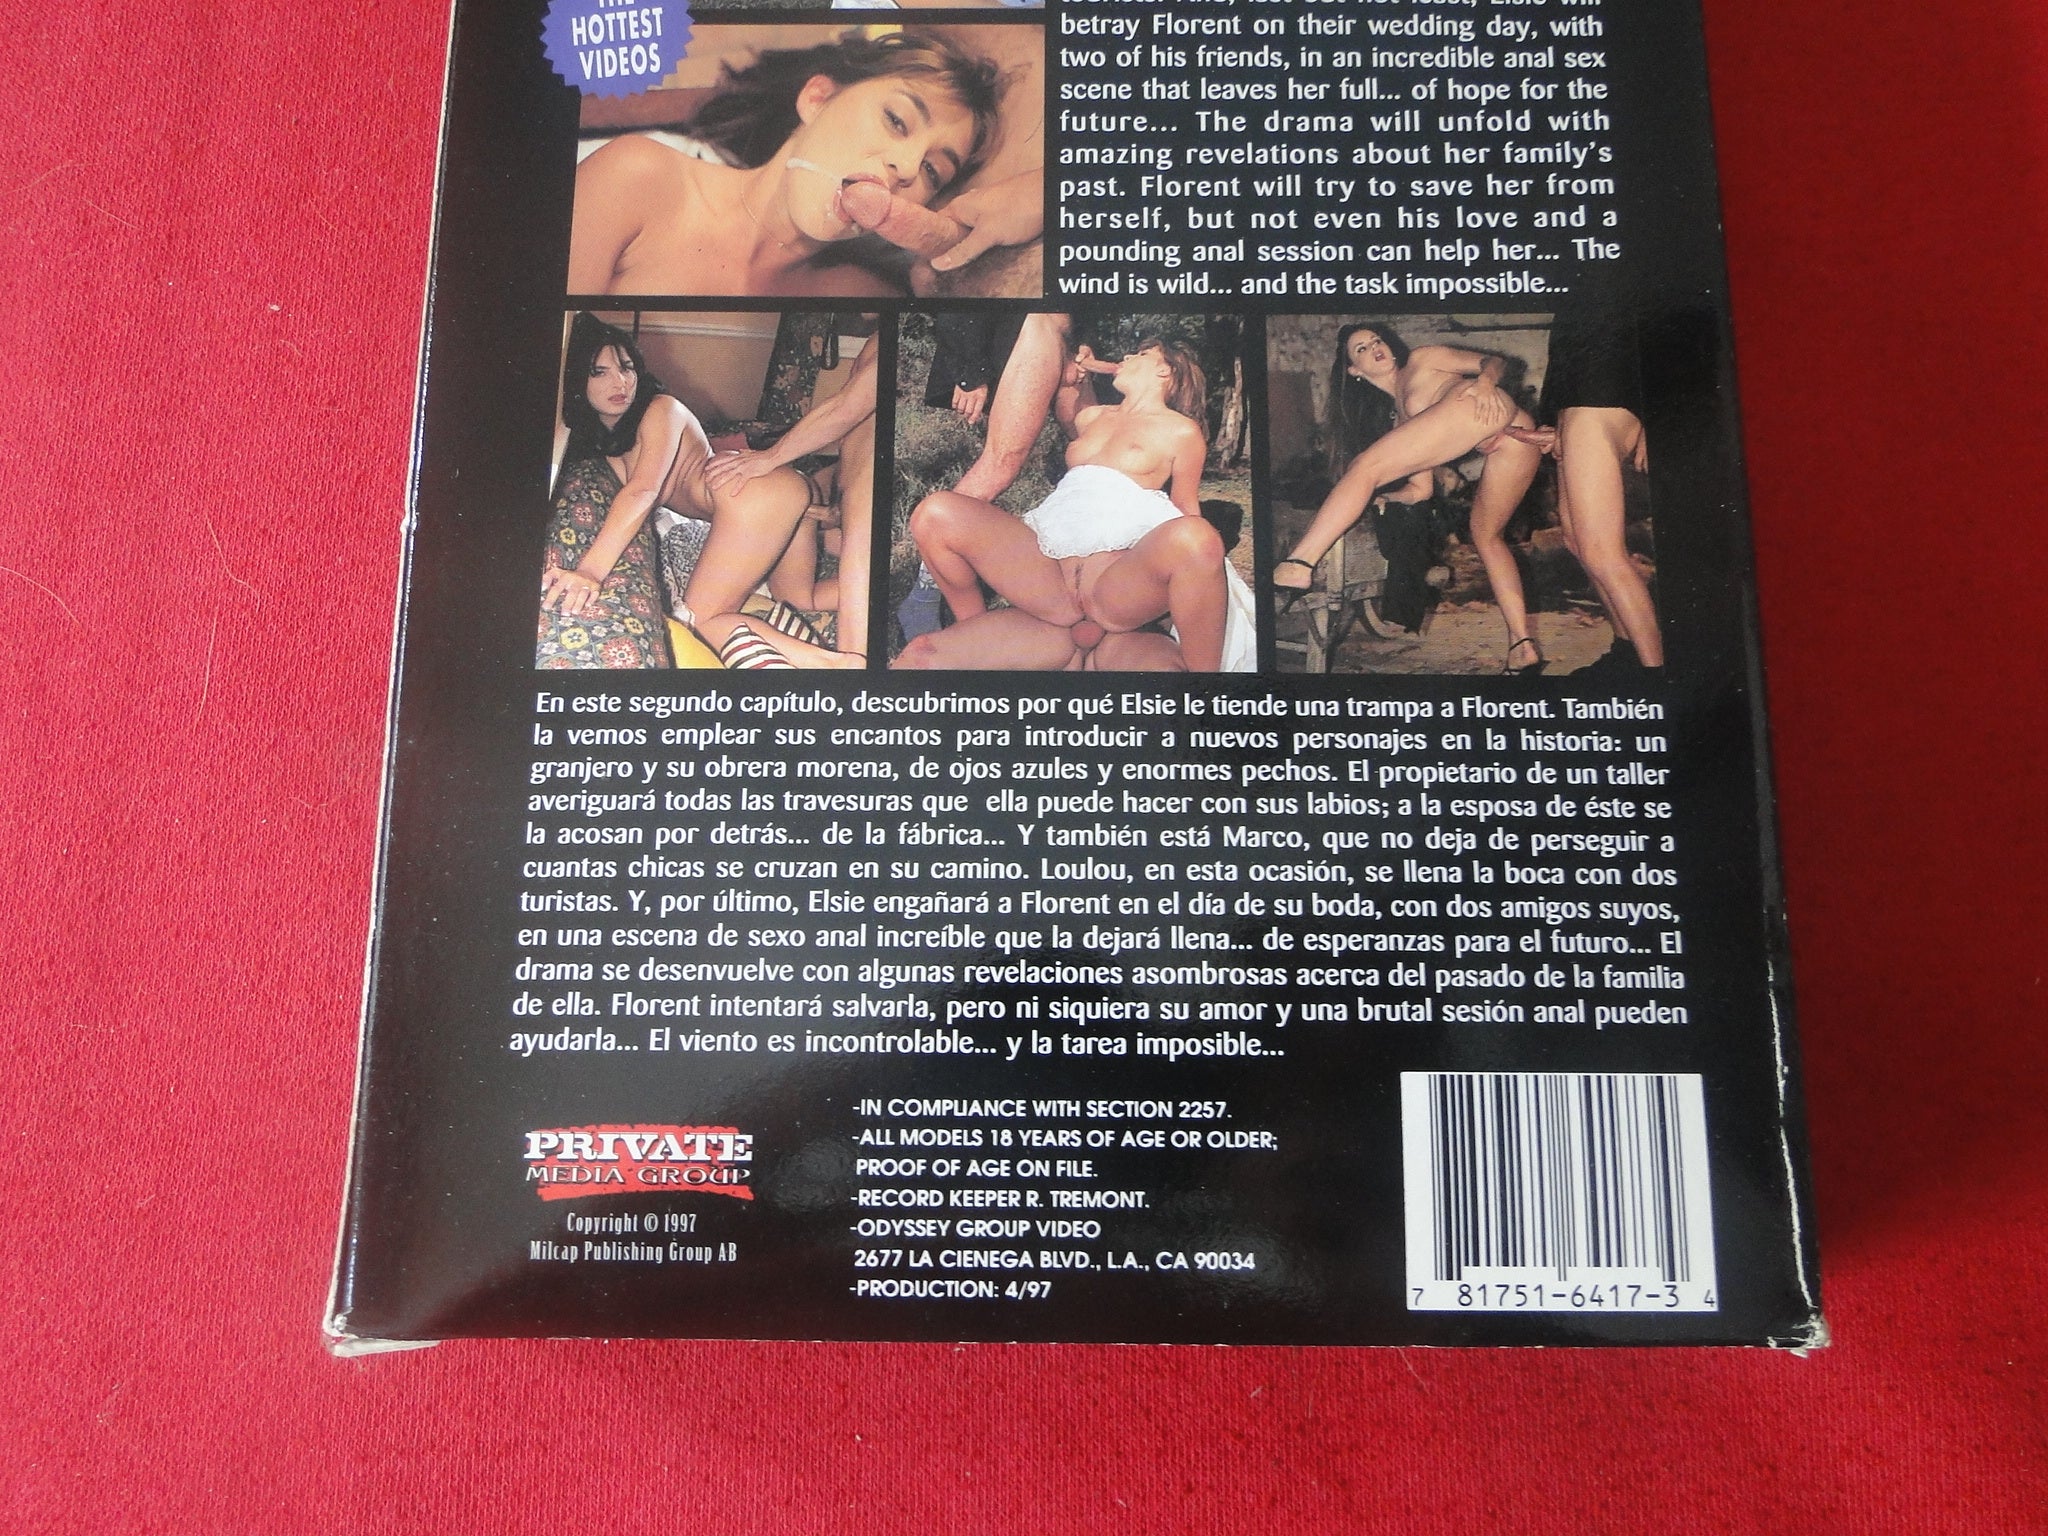 THE
HOTTEST
VIDEOS
betray Florent on their wedding day, with
two of his friends, in an incredible anal sex
scene that leaves her full... of hope for the
future... The drama will unfold with
amazing revelations about her family's
past. Florent will try to save her from
herself, but not even his love and a
pounding anal session can help her... The
wind is wild... and the task impossible...
En este segundo capítulo, descubrimos por qué Elsie le tiende una trampa a Florent. También
la vemos emplear sus encantos para introducir a nuevos personajes en la historia: un
granjero y su obrera morena, de ojos azules y enormes pechos. El propietario de un taller
averiguará todas las travesuras que ella puede hacer con sus labios; a la esposa de éste se
la acosan por detrás... de la fábrica... Y también está Marco, que no deja de perseguir a
cuantas chicas se cruzan en su camino. Loulou, en esta ocasión, se llena la boca con dos
turistas. Y, por último, Elsie engañará a Florent en el día de su boda, con dos amigos suyos,
en una escena de sexo anal increíble que la dejará llena... de esperanzas para el futuro... El
drama se desenvuelve con algunas revelaciones asombrosas acerca del pasado de la familia
de ella. Florent intentará salvarla, pero ni siquiera su amor y una brutal sesión anal pueden
ayudarla... El viento es incontrolable... y la tarea imposible...
PRIVATE
MEDIA GROUP
Copyright © 1997
Milcap Publishing Group AB
-IN COMPLIANCE WITH SECTION 2257.
-ALL MODELS 18 YEARS OF AGE OR OLDER;
PROOF OF AGE ON FILE.
-RECORD KEEPER R. TREMONT.
-ODYSSEY GROUP VIDEO
2677 LA CIENEGA BLVD., L.A., CA 90034
-PRODUCTION: 4/97
7 81751-6417-3 4